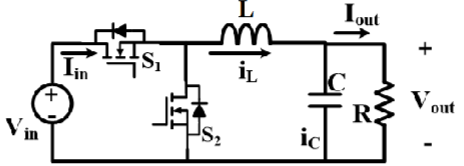 L
I_out
I_in
S_1
i_L
+
+
-
V_in
S_2
C
i_C
R
V_out
-